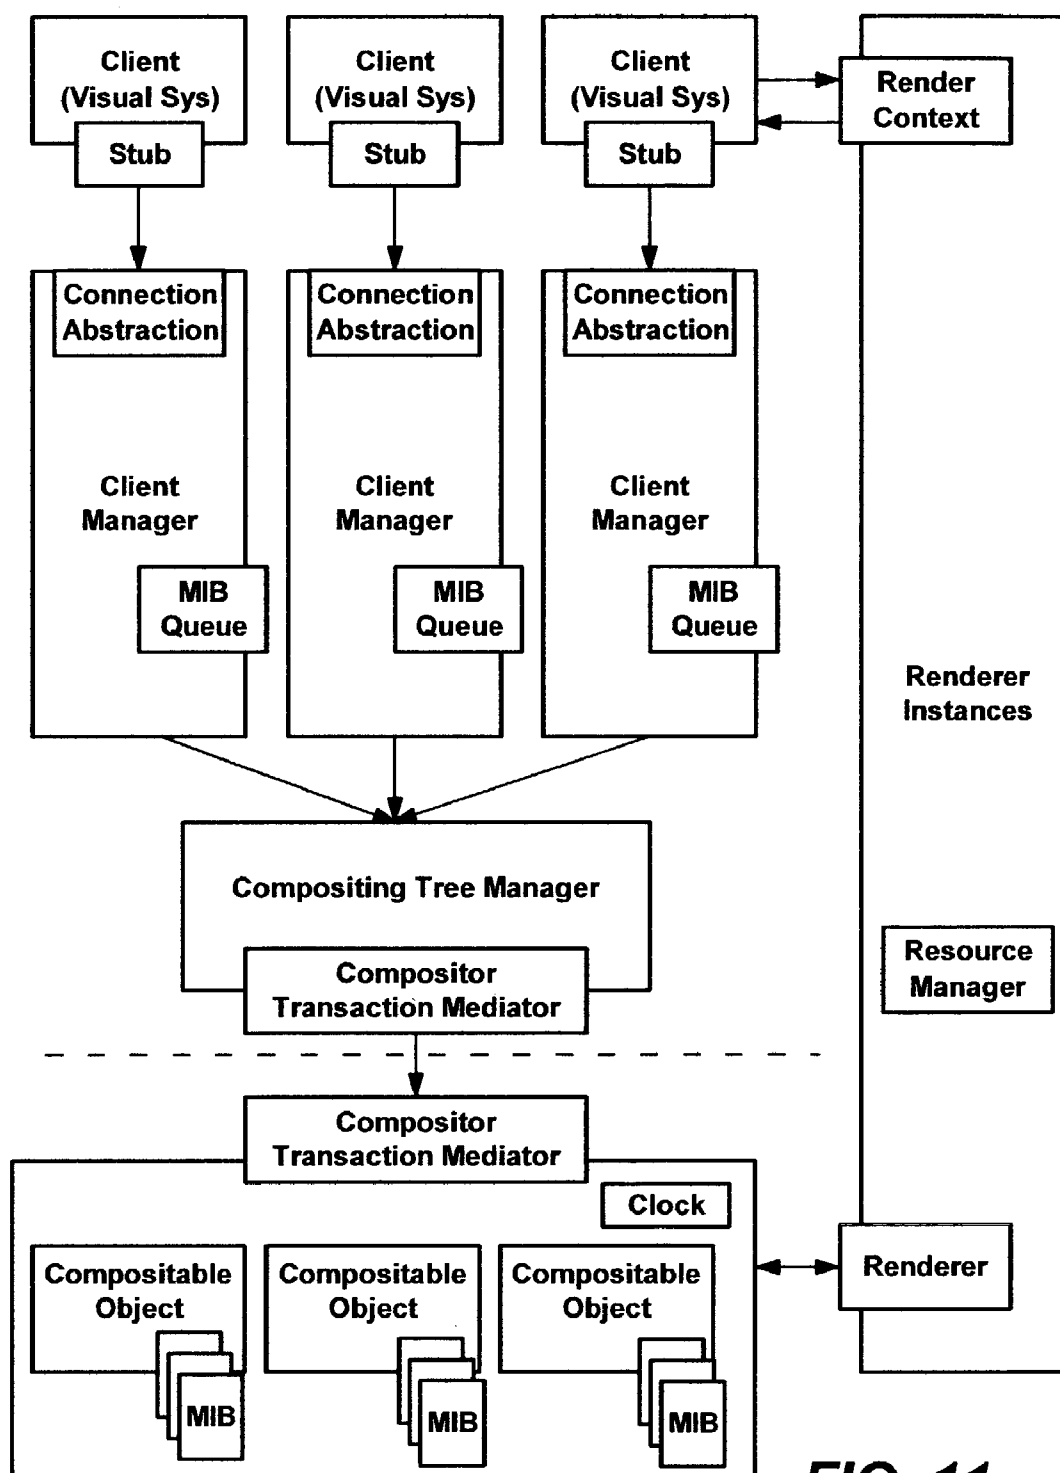 Client
(Visual Sys)
Stub
Client
(Visual Sys)
Stub
Client
(Visual Sys)
Stub
Render
Context
Connection
Abstraction
Connection
Abstraction
Connection
Abstraction
Client
Manager
Client
Manager
Client
Manager
MIB
Queue
MIB
Queue
MIB
Queue
Renderer
Instances
Compositing Tree Manager
Compositor
Transaction Mediator
Resource
Manager
Compositor
Transaction Mediator
Clock
Compositable
Object
Compositable
Object
Compositable
Object
Renderer
MIB
MIB
MIB
FIG. 11